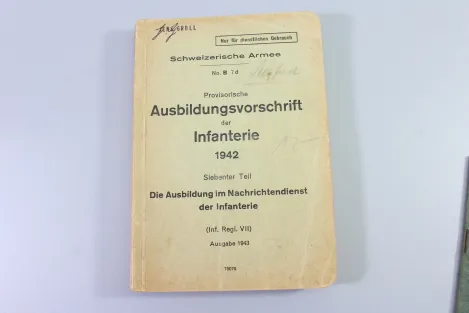 Nur für dienstlichen Gebrauch
Schweizerische Armee
No. 8 7d
Provisorische
Ausbildungsvorschrift
der
Infanterie
1942
Siebenter Teil
Die Ausbildung im Nachrichtendienst
der Infanterie
(Inf. Regl. VII)
Ausgabe 1943